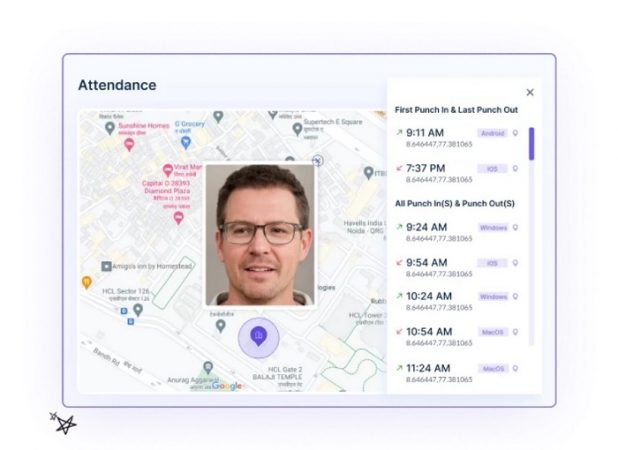 Attendance
Sunshine Homes
G Grocery
Supertech E Square
Virat Mar
Capital O 28393
Diamond Plaza
ITBE
Havells India
Noida - QRG
Amigos Inn by Homestead
HCL Sector 126
ologies
Rubi
HCL Tower
HCL Gate 2
BALAJI TEMPLE
Bandh Rd
Anurag Aggarwal
Google
First Punch In & Last Punch Out
9:11 AM
Android
8.646447,77.381065
7:37 PM
IOS
8.646447,77.381065
All Punch In(S) & Punch Out(S)
9:24 AM
Windows
8.646447,77.381065
9:54 AM
IOS
8.646447,77.381065
10:24 AM
Windows
8.646447,77.381065
10:54 AM
MacOS
8.646447,77.381065
11:24 AM
MacOS
8.646447,77.381065